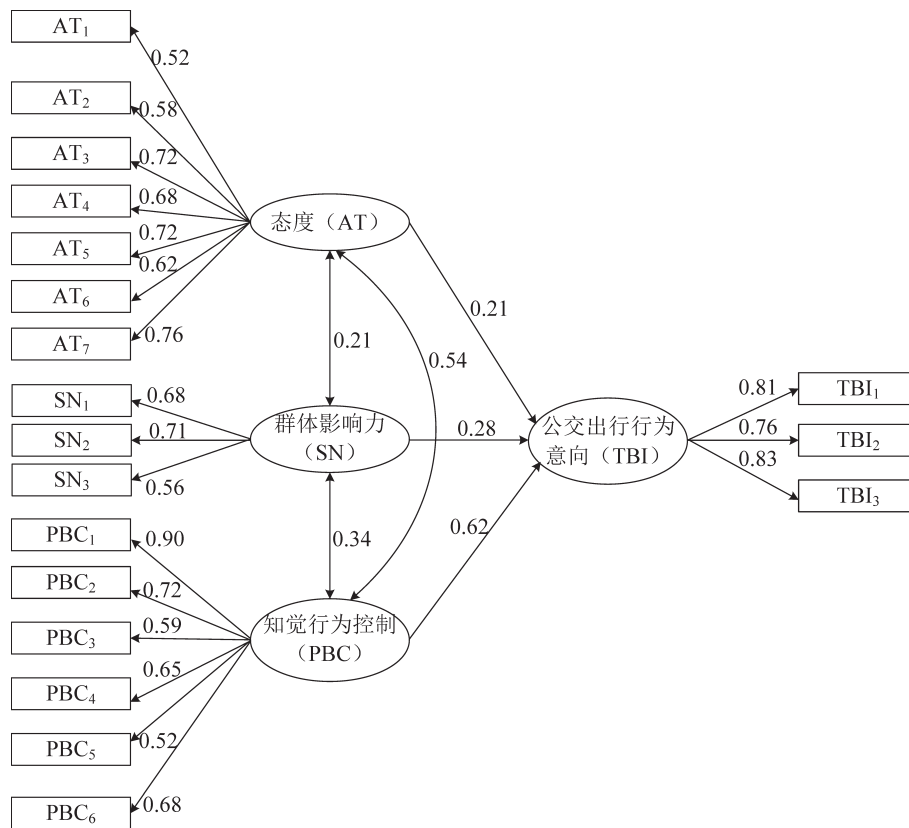 AT₁
0.52
AT₂
0.58
AT₃
0.72
AT₄
0.68
AT₅
0.72
AT₆
0.62
AT₇
0.76
态度（AT）
0.21
0.21
0.54
SN₁
0.68
SN₂
0.71
SN₃
0.56
群体影响力
（SN）
0.28
公交出行行为
意向（TBI）
0.81
TBI₁
0.76
TBI₂
0.83
TBI₃
0.34
0.62
PBC₁
0.90
PBC₂
0.72
PBC₃
0.59
PBC₄
0.65
PBC₅
0.52
PBC₆
0.68
知觉行为控制
（PBC）